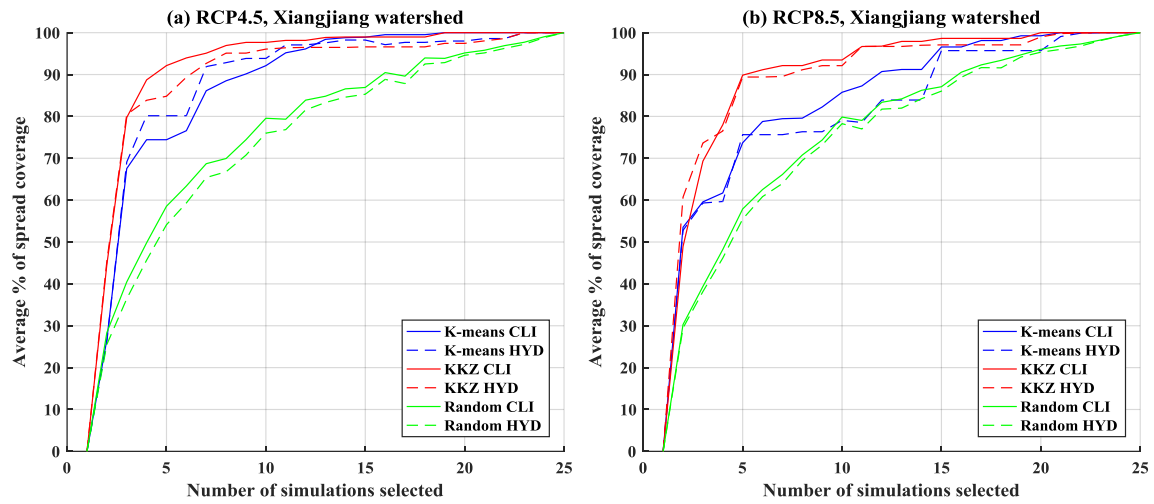 (a) RCP4.5, Xiangjiang watershed
Average % of spread coverage
100
90
80
70
60
50
40
30
20
10
0
0 5 10 15 20 25
Number of simulations selected
K-means CLI
K-means HYD
KKZ CLI
KKZ HYD
Random CLI
Random HYD
(b) RCP8.5, Xiangjiang watershed
Average % of spread coverage
100
90
80
70
60
50
40
30
20
10
0
0 5 10 15 20 25
Number of simulations selected
K-means CLI
K-means HYD
KKZ CLI
KKZ HYD
Random CLI
Random HYD